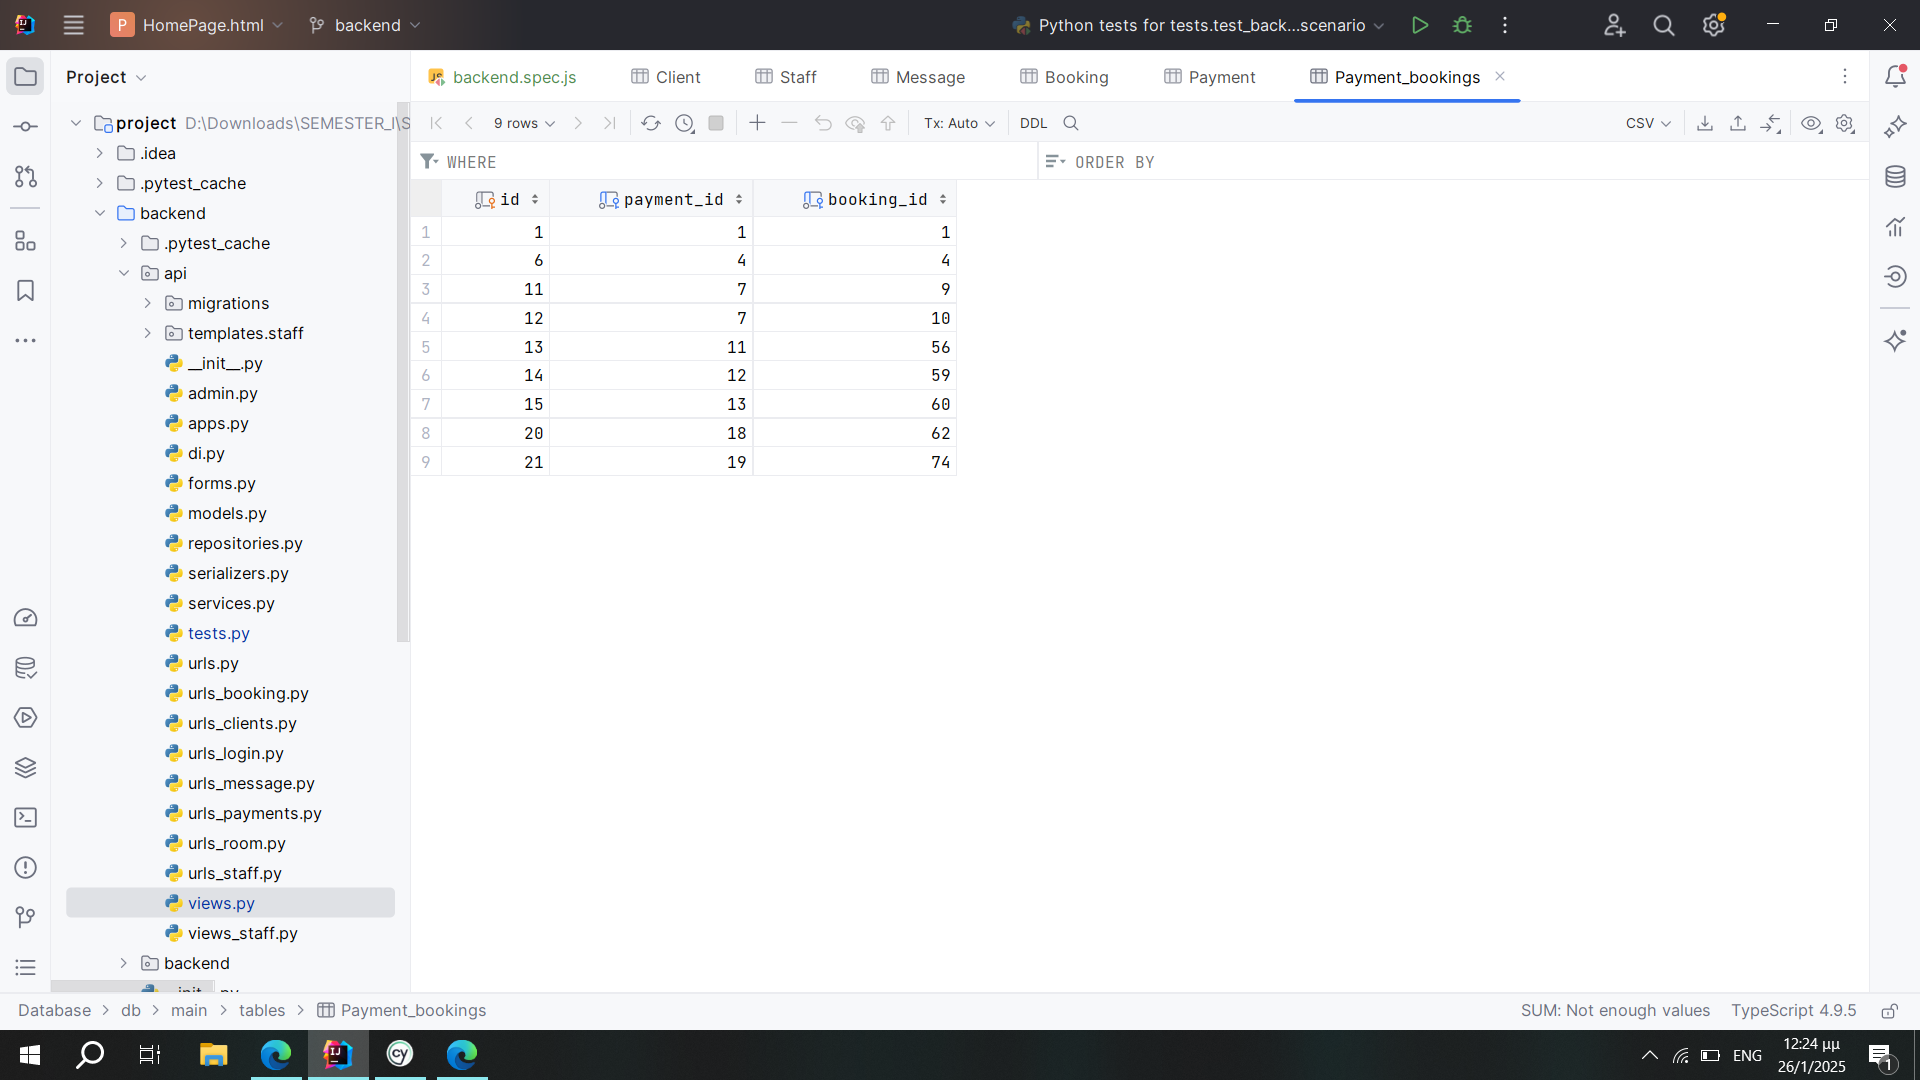 P HomePage.html backend Python tests for tests.test_back...scenario
Project
backend.spec.js Client Staff Message Booking Payment Payment_bookings
9 rows Tx: Auto DDL CSV
WHERE ORDER BY
id payment_id booking_id
1 1 1 1
2 6 4 4
3 11 7 9
4 12 7 10
5 13 11 56
6 14 12 59
7 15 13 60
8 20 18 62
9 21 19 74
project D:\Downloads\SEMESTER_I\S
.idea
.pytest_cache
backend
.pytest_cache
api
migrations
templates.staff
__init__.py
admin.py
apps.py
di.py
forms.py
models.py
repositories.py
serializers.py
services.py
tests.py
urls.py
urls_booking.py
urls_clients.py
urls_login.py
urls_message.py
urls_payments.py
urls_room.py
urls_staff.py
views.py
views_staff.py
backend
Database > db > main > tables > Payment_bookings
SUM: Not enough values TypeScript 4.9.5
ENG
12:24 μμ
26/1/2025
1